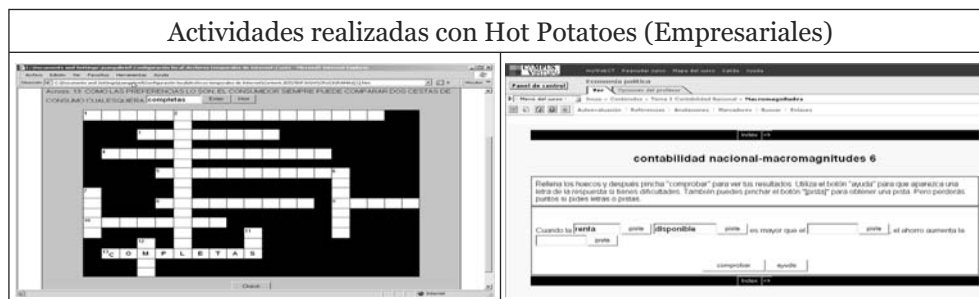 Actividades realizadas con Hot Potatoes (Empresariales)
Archivo Edición Ver Favoritos Herramientas Ayuda
Across: 13 COMO LAS PREFERENCIAS LO SON, EL CONSUMIDOR SIEMPRE PUEDE COMPARAR DOS CESTAS DE
CONSUMO CUALESQUIERA completas Enter Hint
13 C O M P L E T A S
Check
Internet
CAMPUS VIRTUAL
Panel de control
Economía política
Ver Opciones del profesor
Menú del curso
Inicio > Contenidos > Tema 2 Contabilidad Nacional > Macromagnitudes
Autoevaluación Referencias Anotaciones Marcadores Buscar Enlaces
Index =>
contabilidad nacional-macromagnitudes 6
Rellena los huecos y después pincha "comprobar" para ver tus resultados. Utiliza el botón "ayuda" para que aparezca una
letra de la respuesta si tienes dificultades. También puedes pinchar el botón "[pista]" para obtener una pista. Pero perderás
puntos si pides letras o pistas.
Cuando la renta pista disponible pista es mayor que el pista , el ahorro aumenta la
pista
comprobar ayuda
Index =>